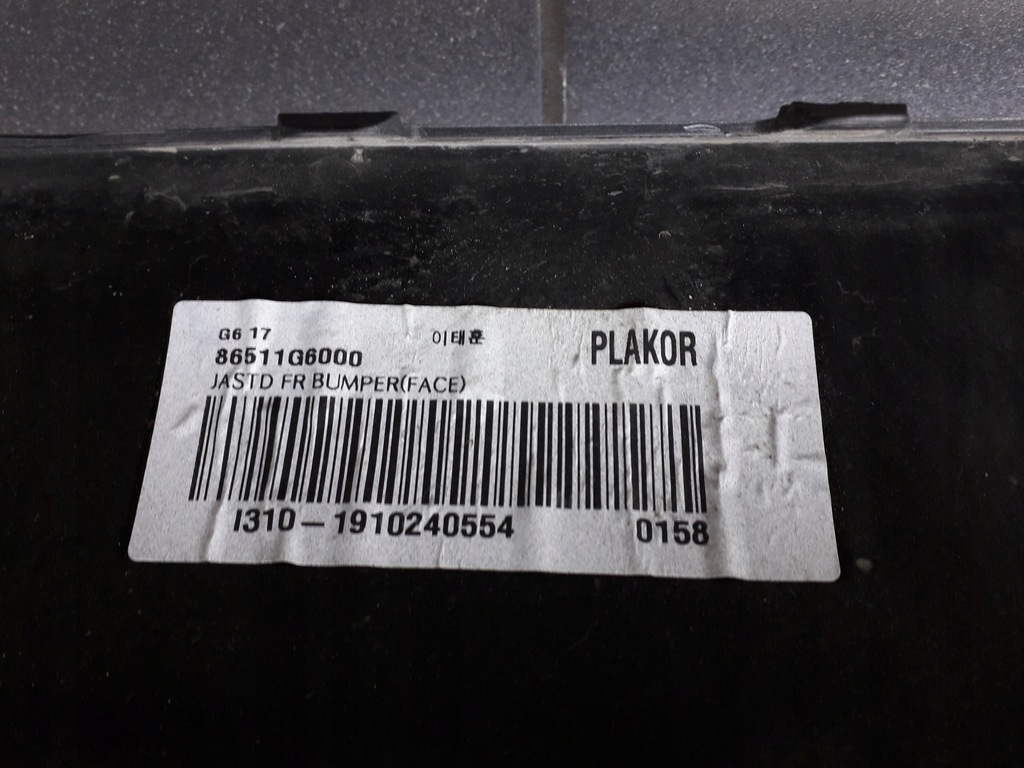 G6 17 이태훈 PLAKOR
86511G6000
JASTD FR BUMPER(FACE)
I310-1910240554 0158